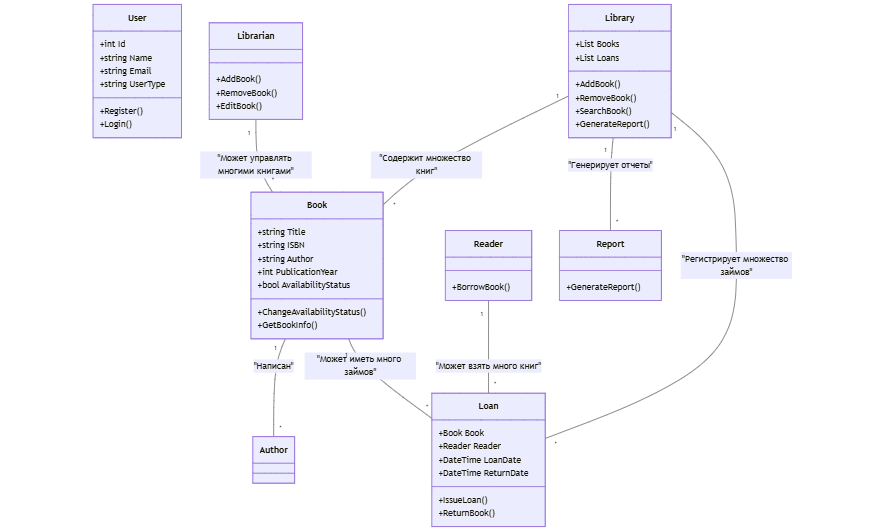 User
+int Id
+string Name
+string Email
+string UserType
+Register()
+Login()
Librarian
+AddBook()
+RemoveBook()
+EditBook()
Library
+List Books
+List Loans
+AddBook()
+RemoveBook()
+SearchBook()
+GenerateReport()
1
"Может управлять
многими книгами"
*
1
"Содержит множество
книг"
*
1
"Генерирует отчеты"
*
1
"Регистрирует множество
займов"
*
Book
+string Title
+string ISBN
+string Author
+int PublicationYear
+bool AvailabilityStatus
+ChangeAvailabilityStatus()
+GetBookInfo()
Reader
+BorrowBook()
Report
+GenerateReport()
1
"Написан"
*
1
"Может иметь много
займов"
*
1
"Может взять много книг"
*
Author
Loan
+Book Book
+Reader Reader
+DateTime LoanDate
+DateTime ReturnDate
+IssueLoan()
+ReturnBook()